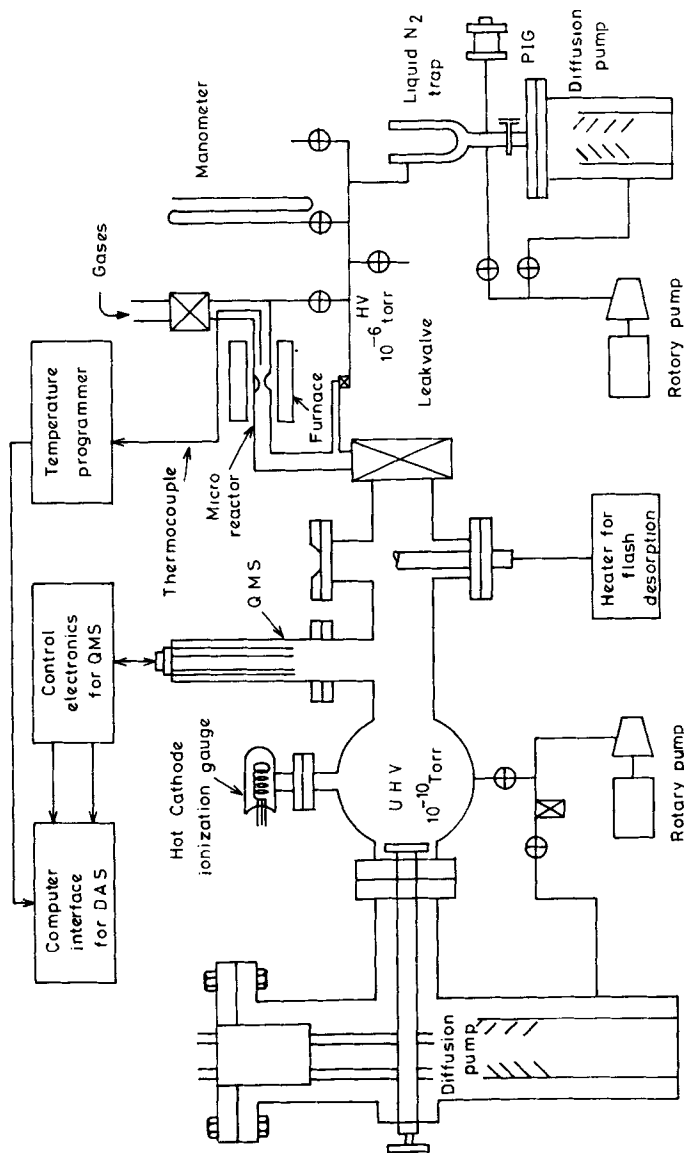 Computer
interface
for DAS
Control
electronics
for QMS
Temperature
programmer
Gases
Manometer
Thermocouple
Micro
reactor
Furnace
HV
10-6 torr
Leakvalve
Liquid N2
trap
PIG
Diffusion
pump
Rotary pump
QMS
Hot Cathode
ionization gauge
UHV
10-10 Torr
Heater for
flash
desorption
Rotary pump
Diffusion
pump